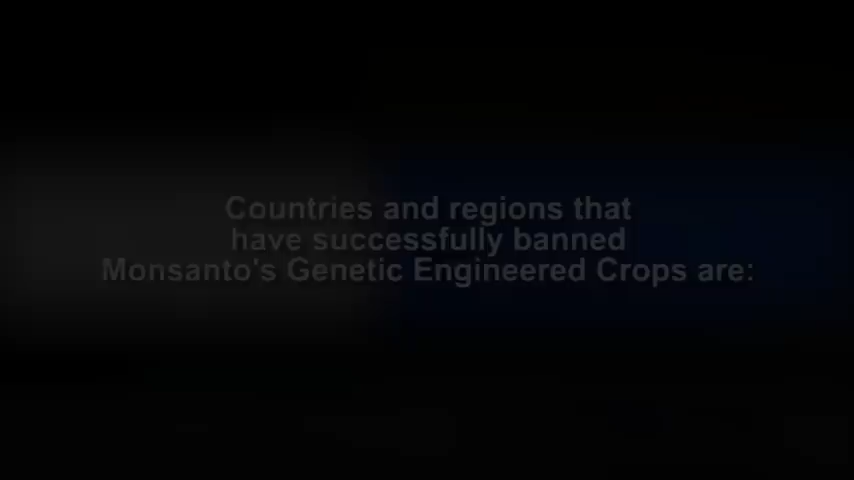 Countries and regions that
have successfully banned
Monsanto's Genetic Engineered Crops are: